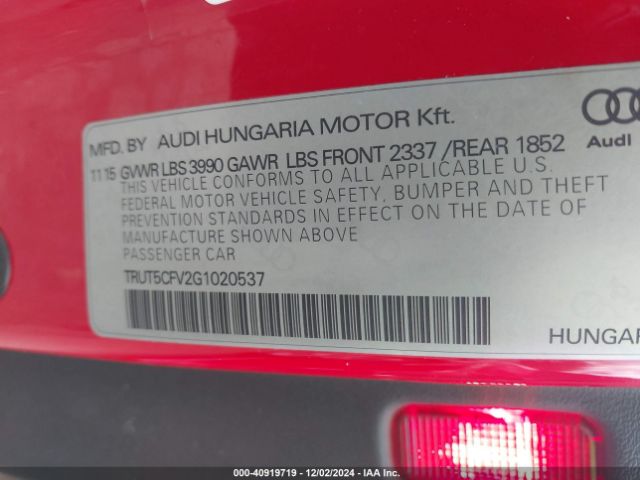 MFD. BY AUDI HUNGARIA MOTOR Kft.
11 15 GVWR LBS 3990 GAWR LBS FRONT 2337 /REAR 1852
THIS VEHICLE CONFORMS TO ALL APPLICABLE U.S.
FEDERAL MOTOR VEHICLE SAFETY, BUMPER AND THEFT
PREVENTION STANDARDS IN EFFECT ON THE DATE OF
MANUFACTURE SHOWN ABOVE
PASSENGER CAR
TRUT5CFV2G1020537
Audi
HUNGAR
000-40919719 - 12/02/2024 - IAA Inc.